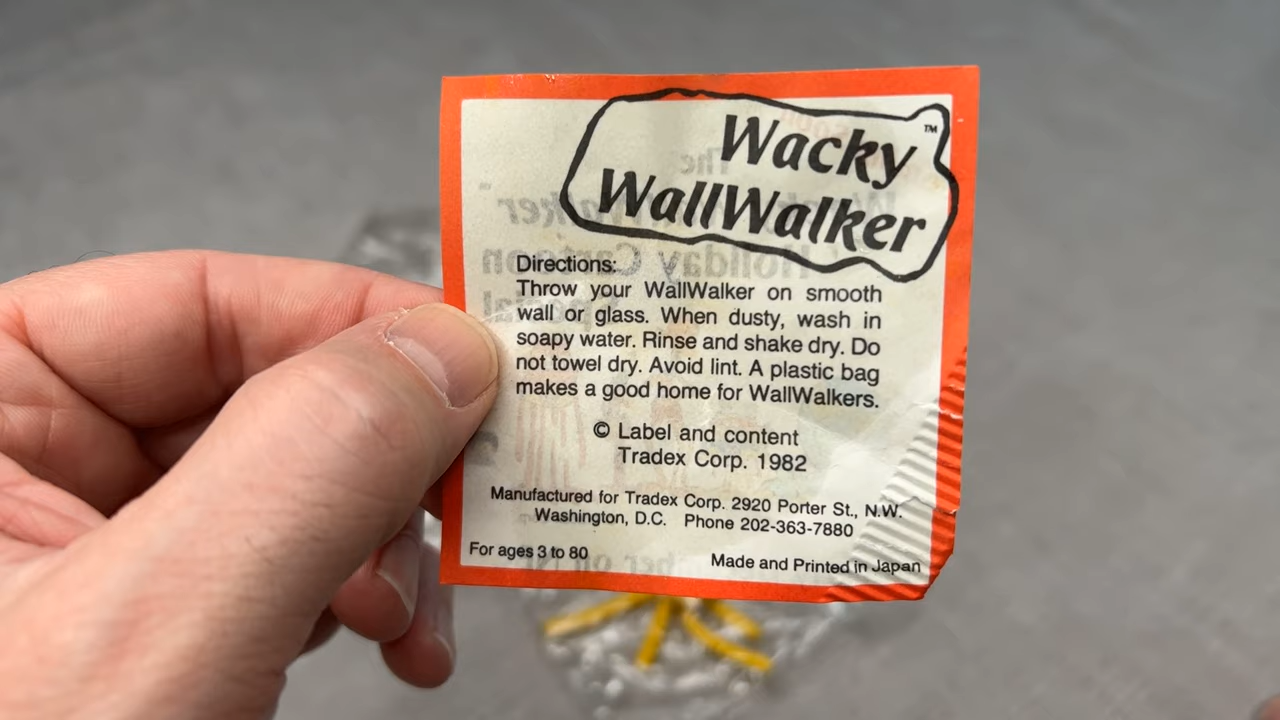 Wacky™
WallWalker
Directions:
Throw your WallWalker on smooth
wall or glass. When dusty, wash in
soapy water. Rinse and shake dry. Do
not towel dry. Avoid lint. A plastic bag
makes a good home for WallWalkers.
© Label and content
Tradex Corp. 1982
Manufactured for Tradex Corp. 2920 Porter St., N.W.
Washington, D.C. Phone 202-363-7880
For ages 3 to 80
Made and Printed in Japan